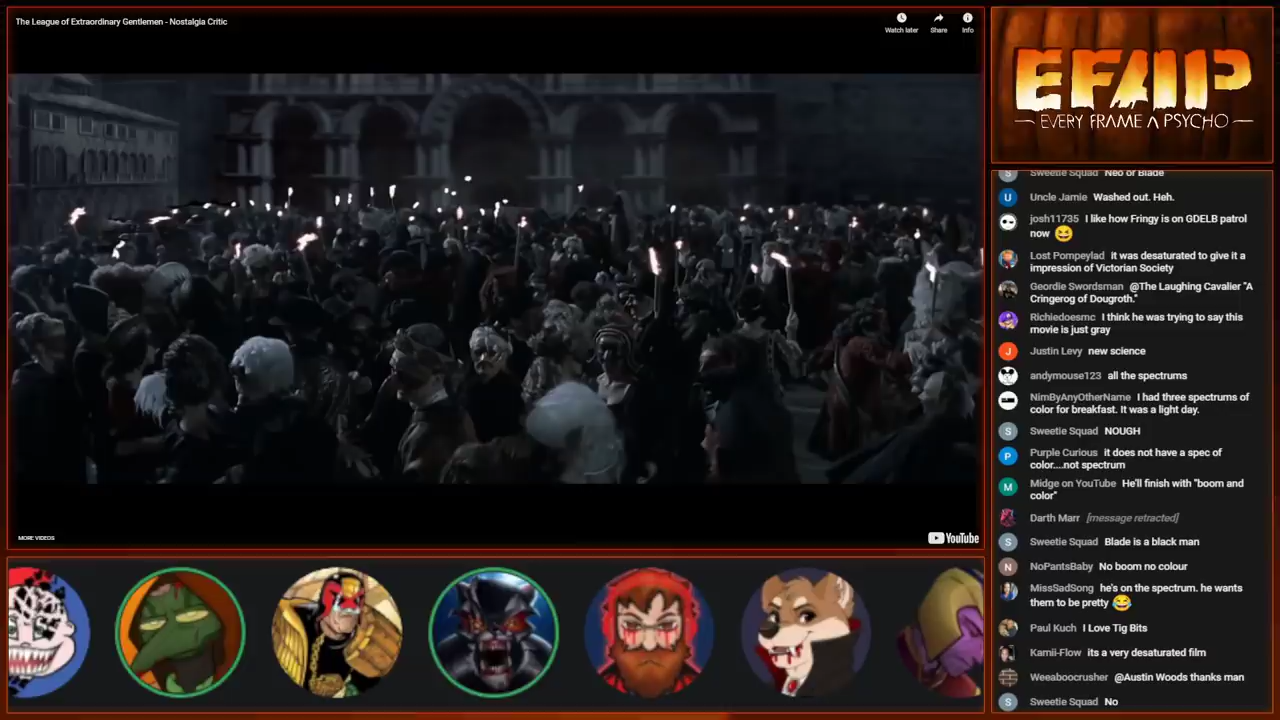 The League of Extraordinary Gentlemen - Nostalgia Critic
Watch later
Share
Info
MORE VIDEOS
YouTube
EFAP
EVERY FRAME A PSYCHO
S Sweetie Squad Neo or Blade
U Uncle Jamie Washed out. Heh.
josh11735 I like how Fringy is on GDELB patrol
now
Lost Pompeylad it was desaturated to give it a
impression of Victorian Society
Geordie Swordsman @The Laughing Cavalier "A
Cringerog of Dougroth."
Richiedoesmc I think he was trying to say this
movie is just gray
J Justin Levy new science
andymouse123 all the spectrums
NimByAnyOtherName I had three spectrums of
color for breakfast. It was a light day.
S Sweetie Squad NOUGH
P Purple Curious it does not have a spec of
color....not spectrum
M Midge on YouTube He'll finish with "boom and
color"
Darth Marr [message retracted]
S Sweetie Squad Blade is a black man
N NoPantsBaby No boom no colour
MissSadSong he's on the spectrum. he wants
them to be pretty
Paul Kuch I Love Tig Bits
Kamii-Flow its a very desaturated film
Weeaboocrusher @Austin Woods thanks man
S Sweetie Squad No